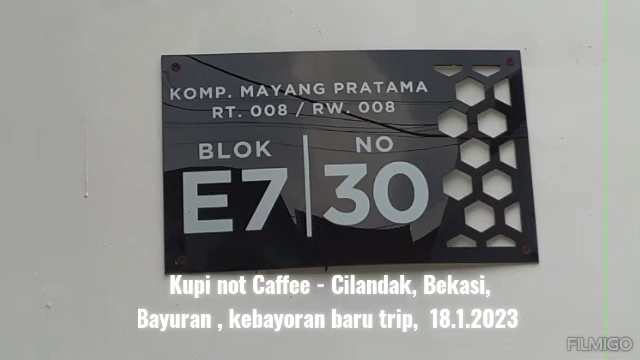 KOMP. MAYANG PRATAMA
RT. 008 / RW. 008
BLOK
E7
NO
30
Kupi not Caffee - Cilandak, Bekasi,
Bayuran , kebayoran baru trip, 18.1.2023
FILMIGO